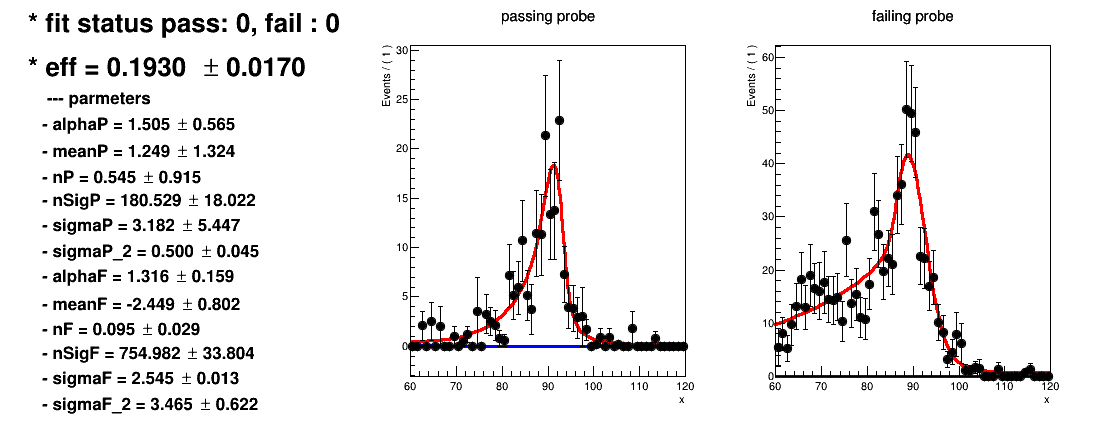 * fit status pass: 0, fail : 0
* eff = 0.1930 ± 0.0170
--- parmeters
- alphaP = 1.505 ± 0.565
- meanP = 1.249 ± 1.324
- nP = 0.545 ± 0.915
- nSigP = 180.529 ± 18.022
- sigmaP = 3.182 ± 5.447
- sigmaP_2 = 0.500 ± 0.045
- alphaF = 1.316 ± 0.159
- meanF = -2.449 ± 0.802
- nF = 0.095 ± 0.029
- nSigF = 754.982 ± 33.804
- sigmaF = 2.545 ± 0.013
- sigmaF_2 = 3.465 ± 0.622
passing probe
Events / ( 1 )
30
25
20
15
10
5
0
60 70 80 90 100 110 120
x
failing probe
Events / ( 1 )
60
50
40
30
20
10
0
60 70 80 90 100 110 120
x